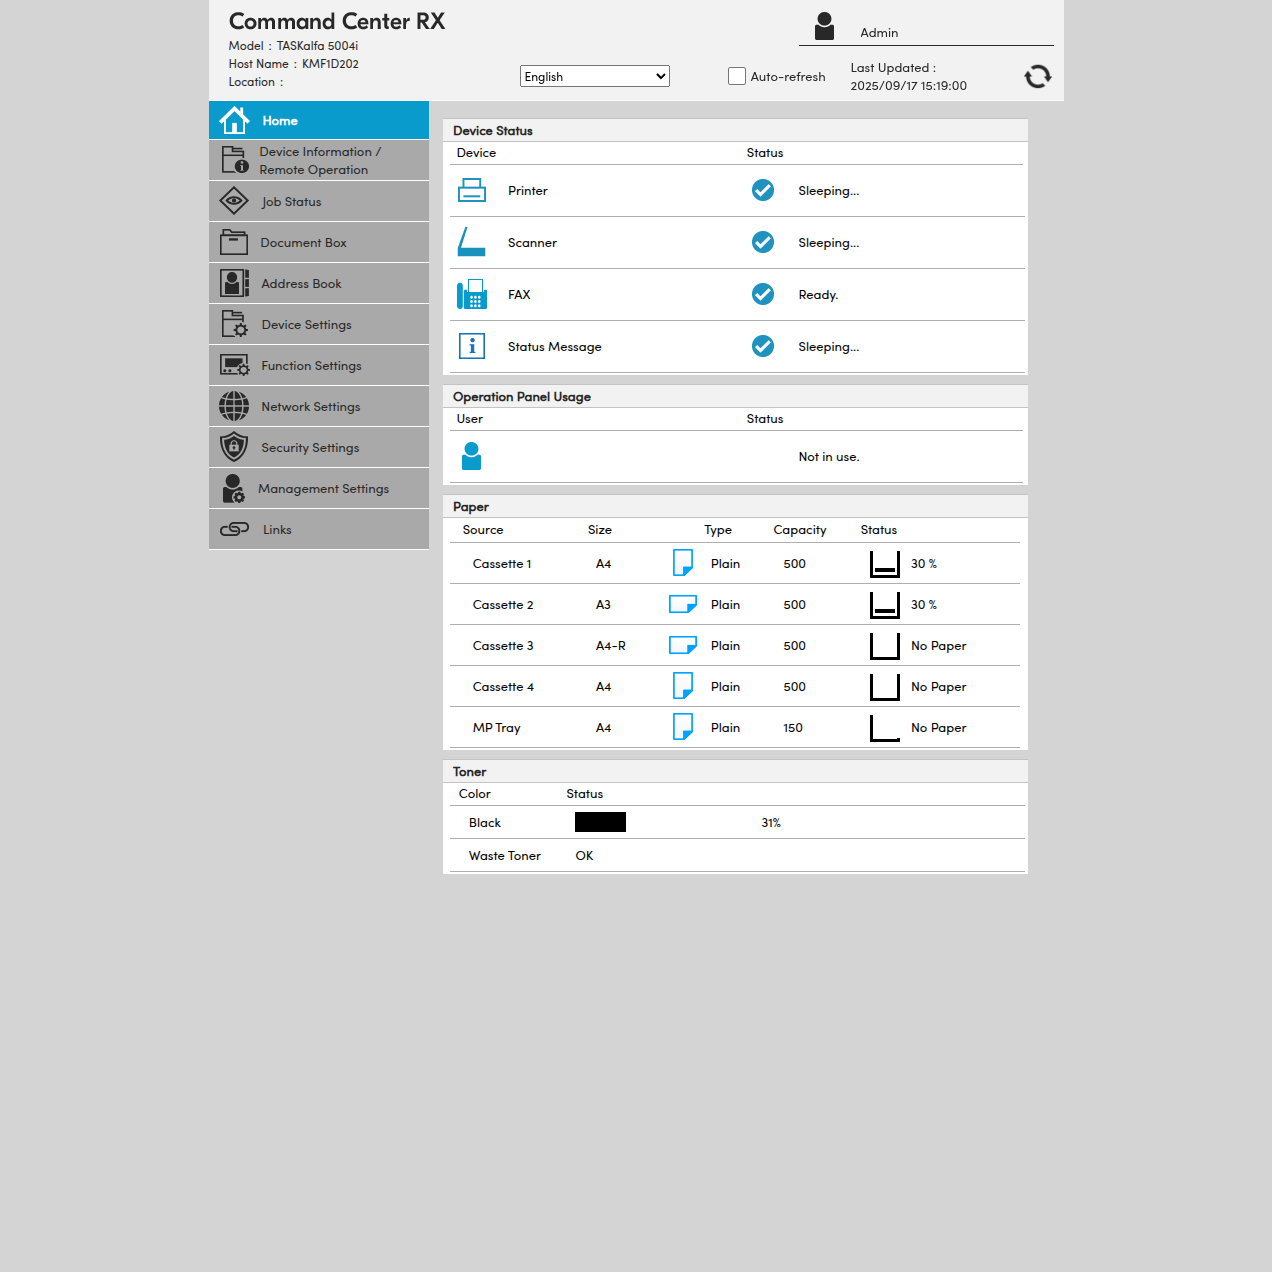 Command Center RX
Model : TASKalfa 5004i
Host Name : KMF1D202
Location :
Admin
English
Auto-refresh
Last Updated :
2025/09/17 15:19:00
Home
Device Information /
Remote Operation
Job Status
Document Box
Address Book
Device Settings
Function Settings
Network Settings
Security Settings
Management Settings
Links
Device Status
Device Status
Printer Sleeping...
Scanner Sleeping...
FAX Ready.
Status Message Sleeping...
Operation Panel Usage
User Status
Not in use.
Paper
Source Size Type Capacity Status
Cassette 1 A4 Plain 500 30 %
Cassette 2 A3 Plain 500 30 %
Cassette 3 A4-R Plain 500 No Paper
Cassette 4 A4 Plain 500 No Paper
MP Tray A4 Plain 150 No Paper
Toner
Color Status
Black 31%
Waste Toner OK